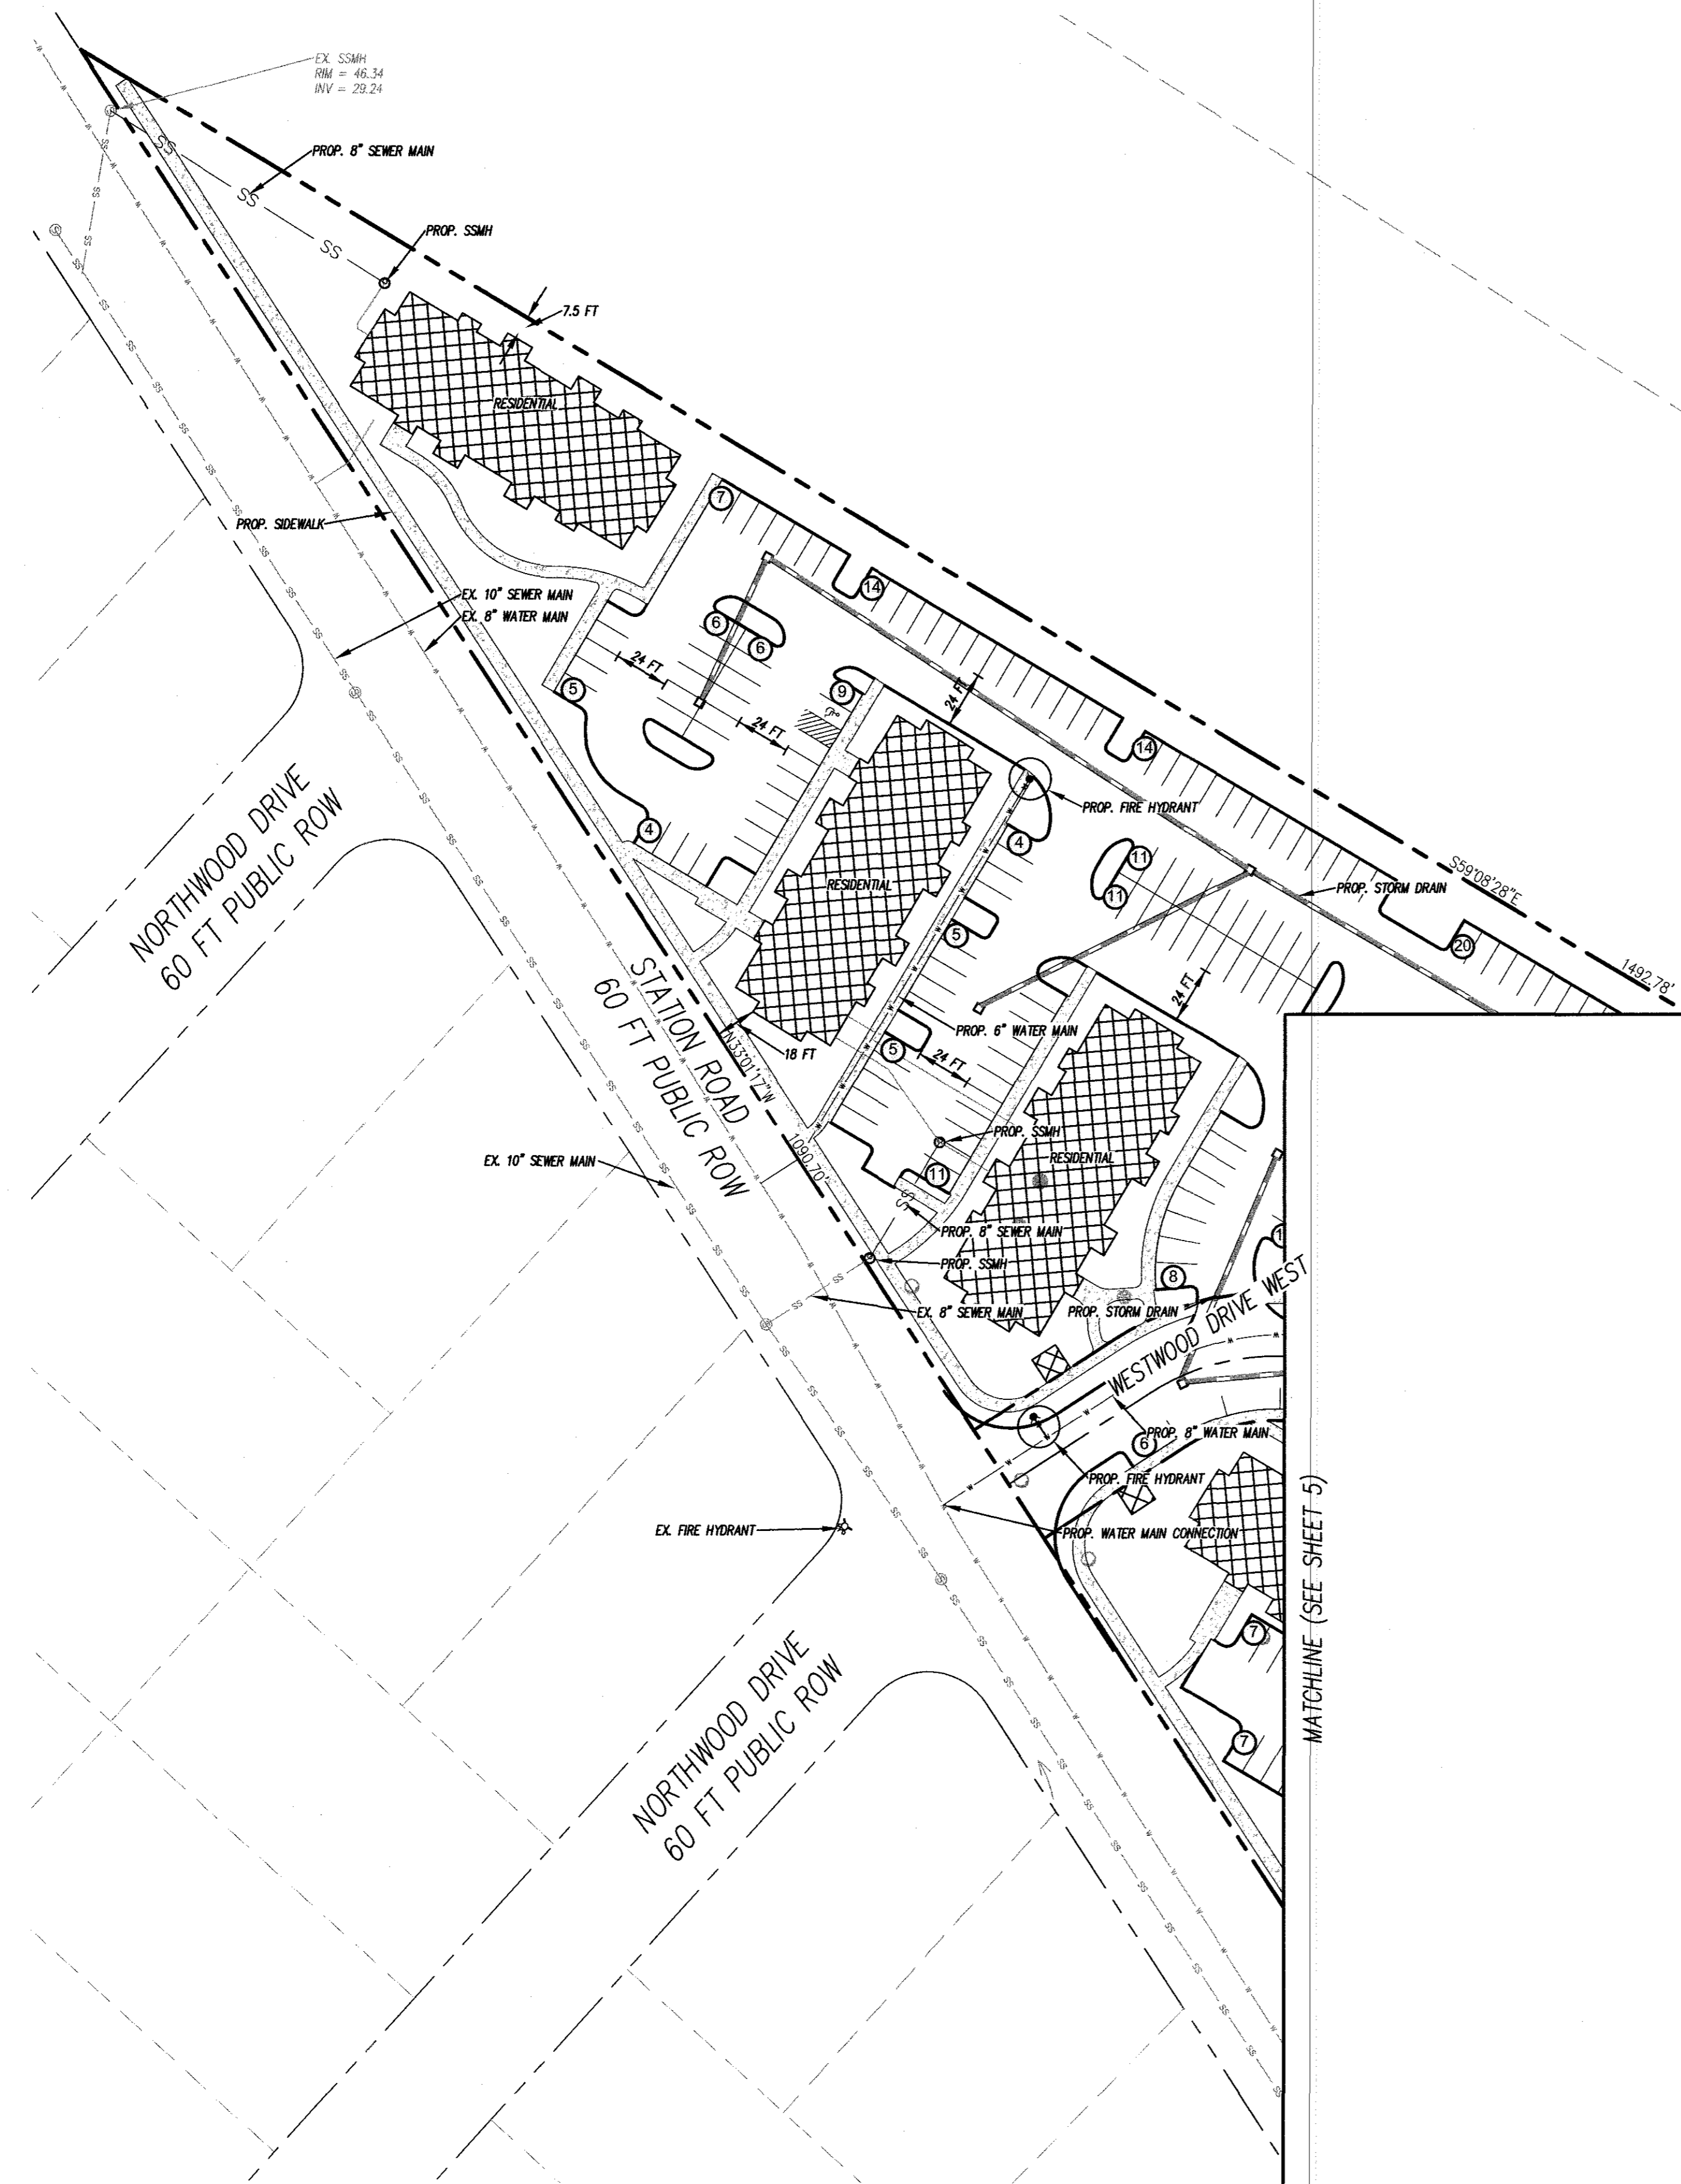 EX. SSMH
RIM = 46.34
INV = 29.24
PROP. 8" SEWER MAIN
SS
SS
SS
PROP. SSMH
7.5 FT
RESIDENTIAL
7
PROP. SIDEWALK
14
EX. 10" SEWER MAIN
EX. 8" WATER MAIN
6
6
24 FT
5
9
24 FT
24 FT
14
PROP. FIRE HYDRANT
4
4
11
11
RESIDENTIAL
PROP. STORM DRAIN
S59°08'28"E
20
1492.78'
NORTHWOOD DRIVE
60 FT PUBLIC ROW
5
STATION ROAD
60 FT PUBLIC ROW
24 FT
PROP. 6" WATER MAIN
N33°01'17"W
18 FT
5
24 FT
PROP. SSMH
RESIDENTIAL
1090.70'
EX. 10" SEWER MAIN
11
SS
PROP. 8" SEWER MAIN
PROP. SSMH
8
EX. 8" SEWER MAIN
PROP. STORM DRAIN
WESTWOOD DRIVE WEST
6
PROP. 8" WATER MAIN
PROP. FIRE HYDRANT
EX. FIRE HYDRANT
PROP. WATER MAIN CONNECTION
MATCHLINE (SEE SHEET 5)
7
7
NORTHWOOD DRIVE
60 FT PUBLIC ROW